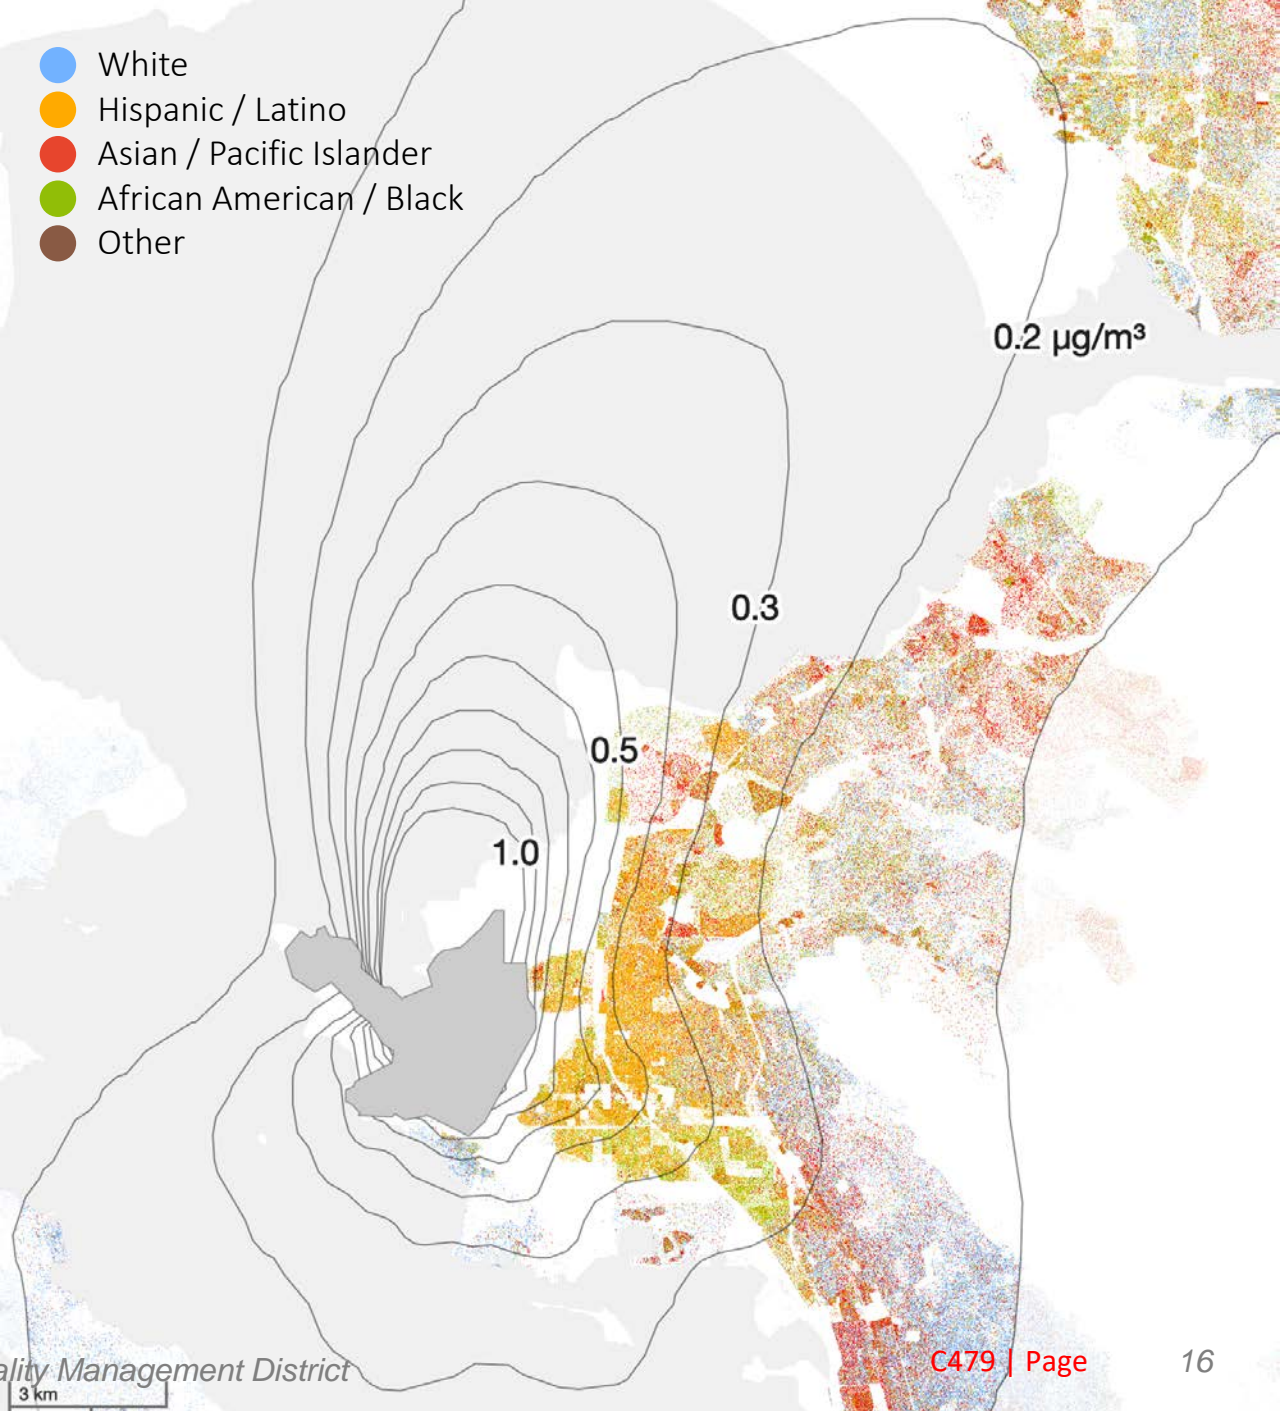 White
Hispanic / Latino
Asian / Pacific Islander
African American / Black
Other
0.2 µg/m³
0.3
0.5
1.0
ality Management District
C479 | Page
16
3 km